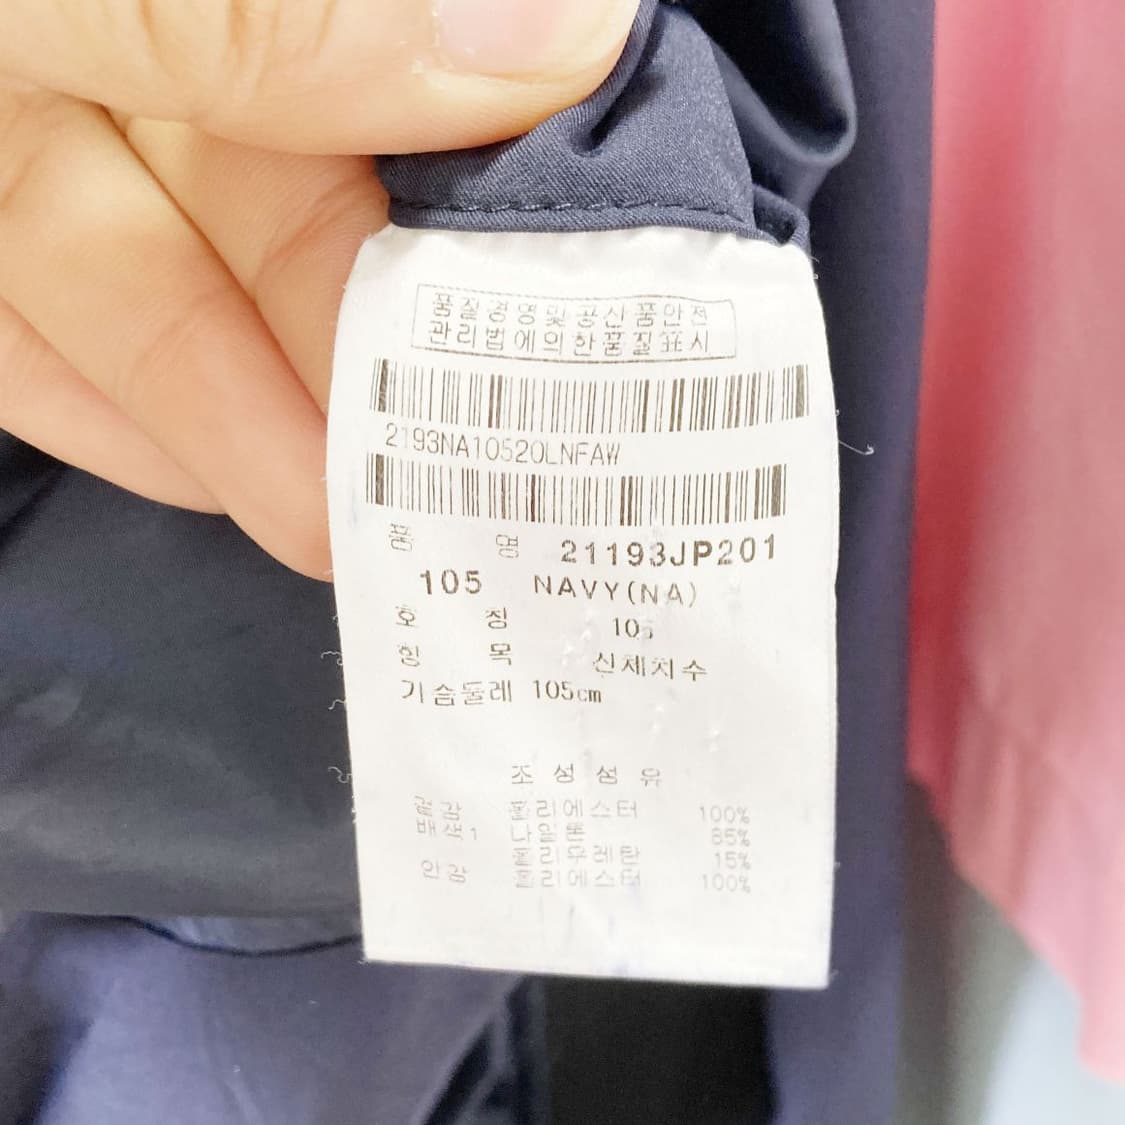 품질경영및공산품안전
관리법에의한품질표시
2193NA10520LNFAW
품 명 21193JP201
105 NAVY(NA)
호 칭 105
항 목 신체치수
가슴둘레 105cm
조성섬유
겉감 폴리에스터 100%
배색1 나일론 85%
폴리우레탄 15%
안감 폴리에스터 100%